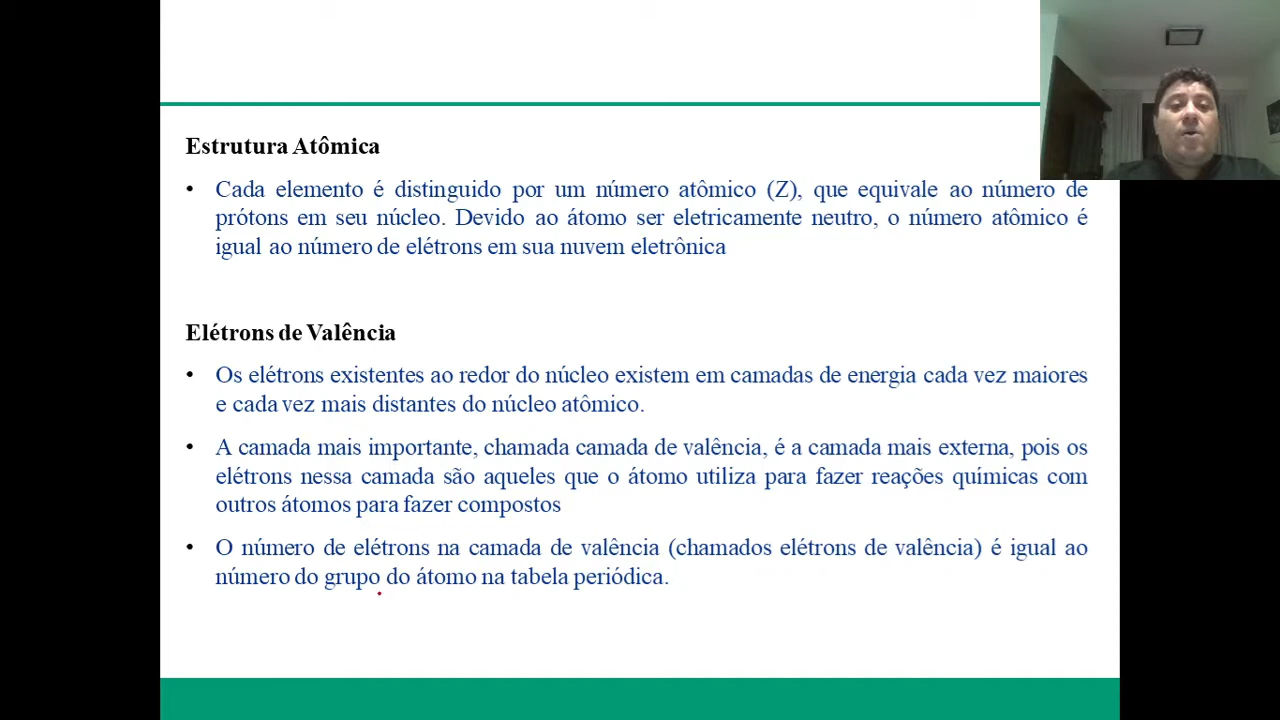 Estrutura Atômica
• Cada elemento é distinguido por um número atômico (Z), que equivale ao número de
prótons em seu núcleo. Devido ao átomo ser eletricamente neutro, o número atômico é
igual ao número de elétrons em sua nuvem eletrônica
Elétrons de Valência
• Os elétrons existentes ao redor do núcleo existem em camadas de energia cada vez maiores
e cada vez mais distantes do núcleo atômico.
• A camada mais importante, chamada camada de valência, é a camada mais externa, pois os
elétrons nessa camada são aqueles que o átomo utiliza para fazer reações químicas com
outros átomos para fazer compostos
• O número de elétrons na camada de valência (chamados elétrons de valência) é igual ao
número do grupo do átomo na tabela periódica.